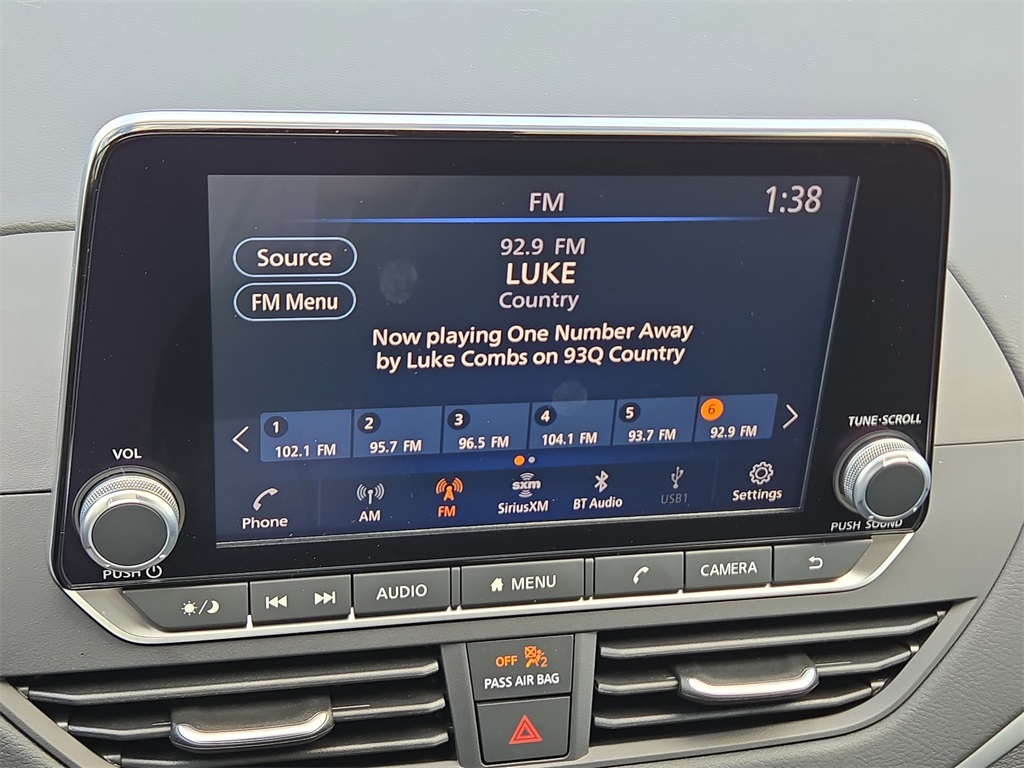 FM
1:38
Source
92.9 FM
LUKE
FM Menu
Country
Now playing One Number Away
by Luke Combs on 93Q Country
1
2
3
4
5
6
102.1 FM
95.7 FM
96.5 FM
104.1 FM
93.7 FM
92.9 FM
TUNE·SCROLL
VOL
Phone
AM
FM
sxm
SiriusXM
BT Audio
USB1
Settings
PUSH SOUND
PUSH
AUDIO
MENU
CAMERA
OFF
2
PASS AIR BAG